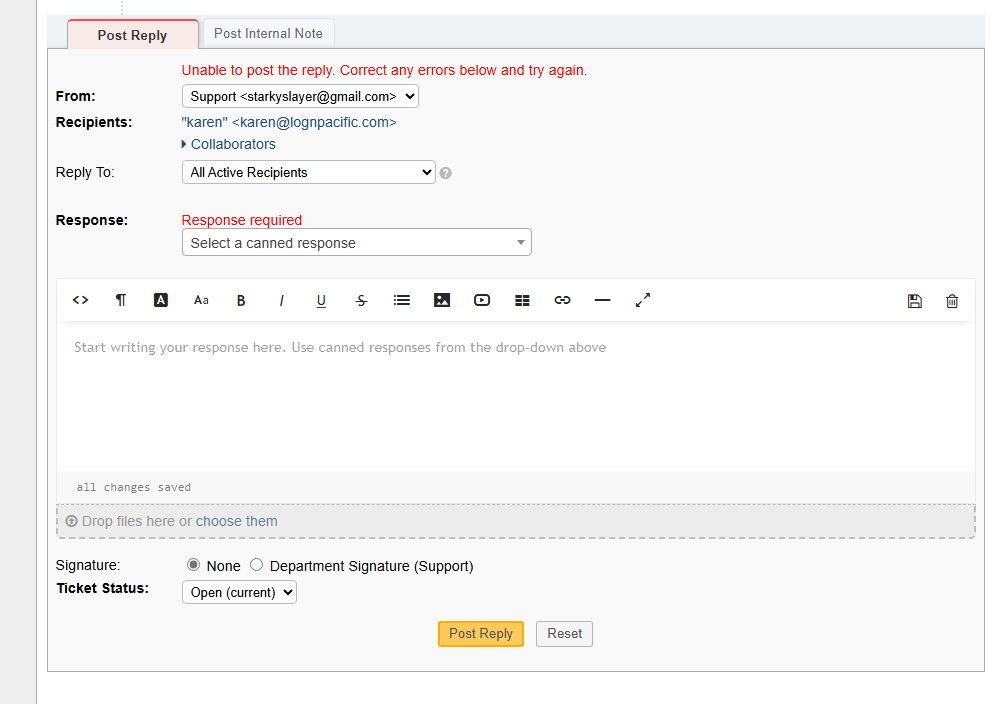 Post Reply
Post Internal Note
Unable to post the reply. Correct any errors below and try again.
From: Support <starkyslayer@gmail.com>
Recipients: "karen" <karen@lognpacific.com>
Collaborators
Reply To: All Active Recipients ?
Response: Response required
Select a canned response
<> ¶ A Aa B I U S
Start writing your response here. Use canned responses from the drop-down above
all changes saved
Drop files here or choose them
Signature: None Department Signature (Support)
Ticket Status: Open (current)
Post Reply Reset